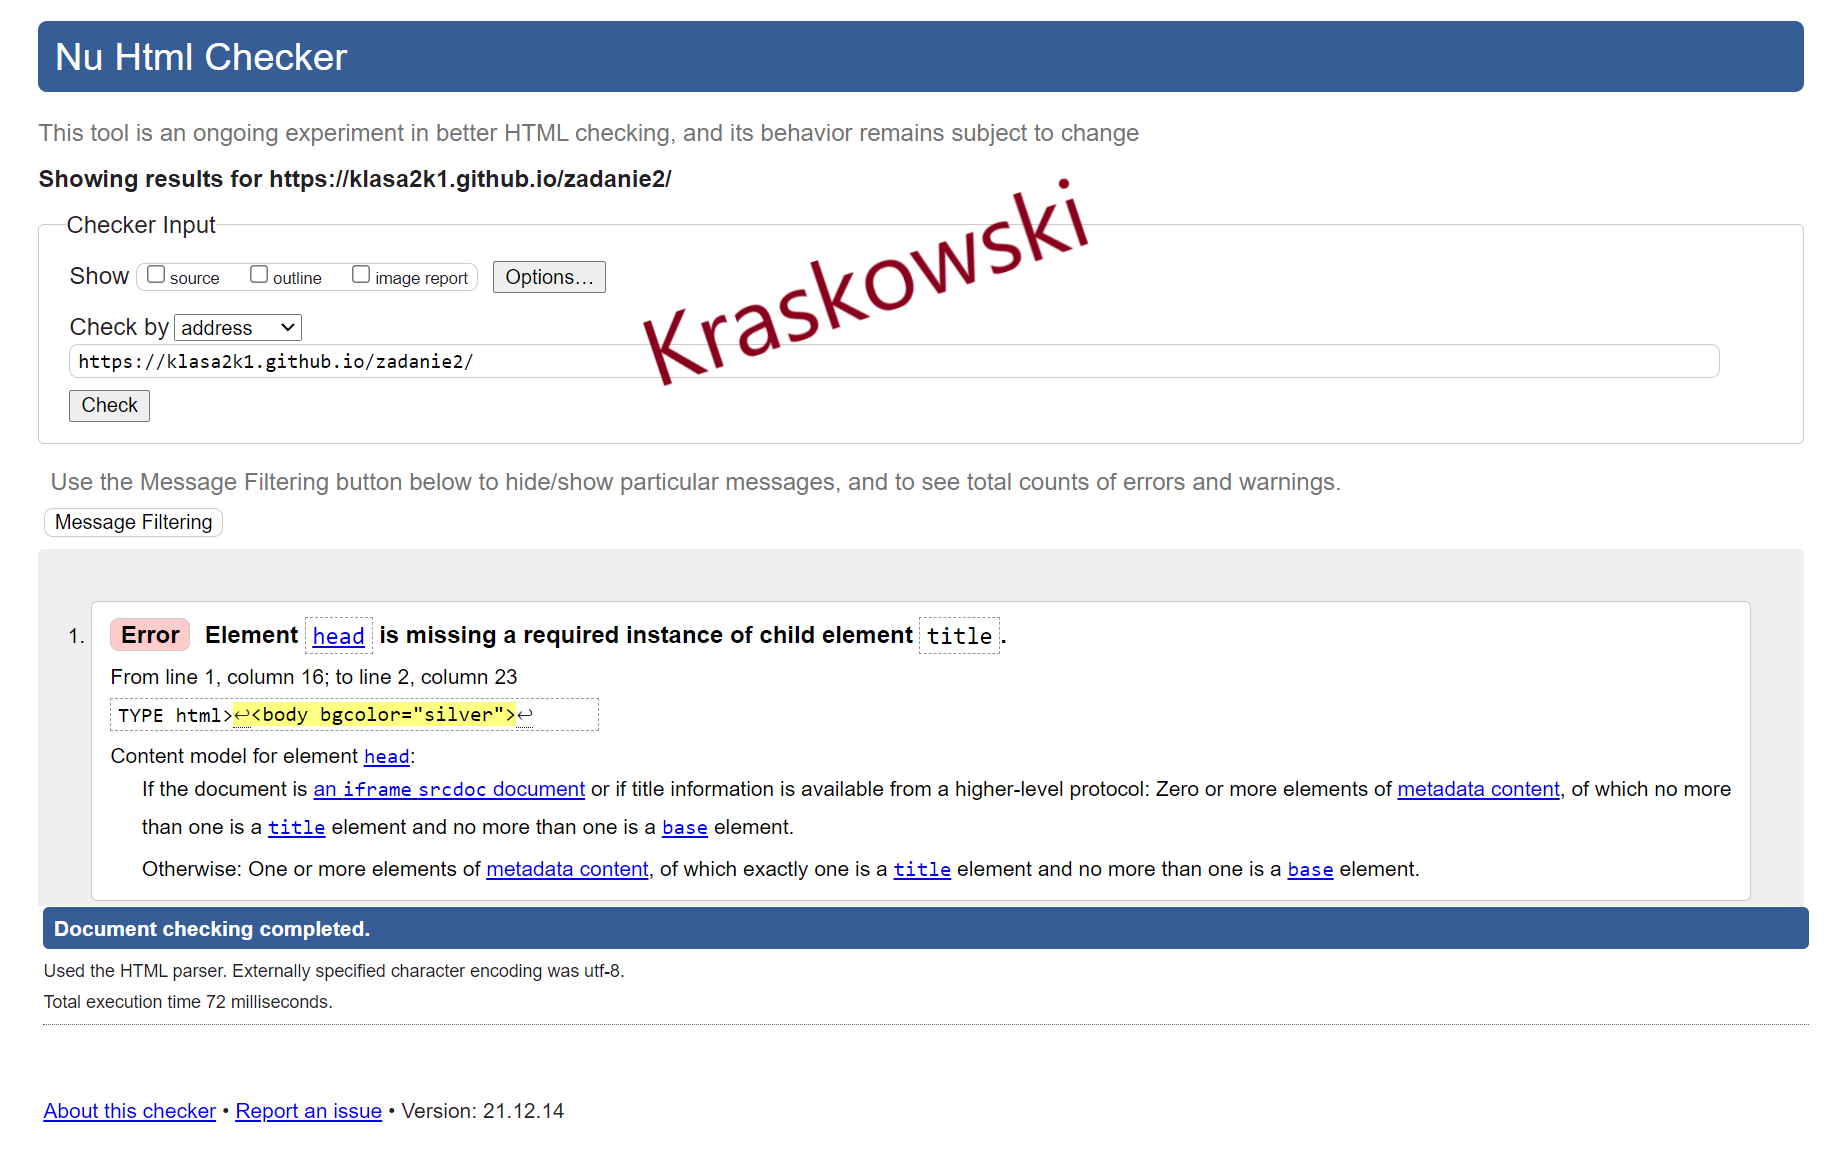 Nu Html Checker
This tool is an ongoing experiment in better HTML checking, and its behavior remains subject to change
Showing results for https://klasa2k1.github.io/zadanie2/
Kraskowski
Checker Input
Show source outline image report Options...
Check by address
https://klasa2k1.github.io/zadanie2/
Check
Use the Message Filtering button below to hide/show particular messages, and to see total counts of errors and warnings.
Message Filtering
1. Error Element head is missing a required instance of child element title.
From line 1, column 16; to line 2, column 23
TYPE html>↩<body bgcolor="silver">↩
Content model for element head:
If the document is an iframe srcdoc document or if title information is available from a higher-level protocol: Zero or more elements of metadata content, of which no more
than one is a title element and no more than one is a base element.
Otherwise: One or more elements of metadata content, of which exactly one is a title element and no more than one is a base element.
Document checking completed.
Used the HTML parser. Externally specified character encoding was utf-8.
Total execution time 72 milliseconds.
About this checker • Report an issue • Version: 21.12.14